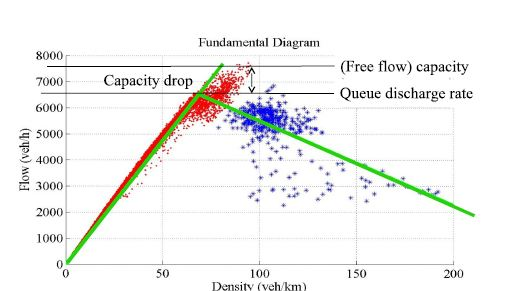 Fundamental Diagram
8000
(Free flow) capacity
7000
Capacity drop
Queue discharge rate
6000
5000
4000
3000
2000
1000
0
Flow (veh/h)
0 50 100 150 200
Density (veh/km)